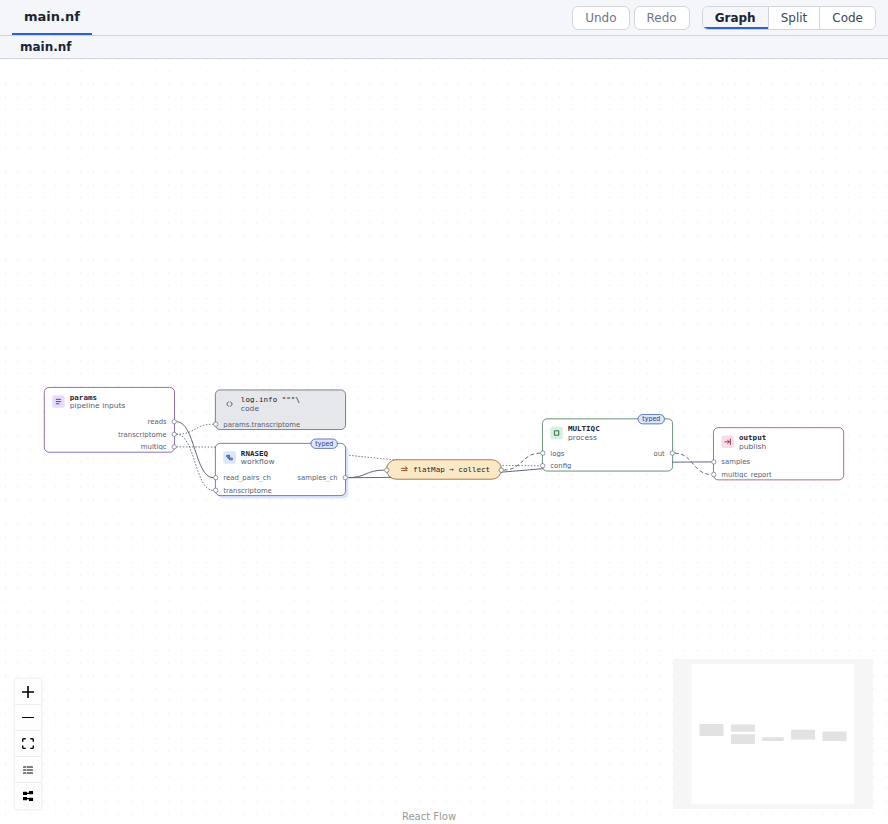 main.nf
Undo
Redo
Graph
Split
Code
main.nf
params
pipeline inputs
reads
transcriptome
multiqc
log.info """\
code
params.transcriptome
typed
RNASEQ
workflow
read_pairs_ch
samples_ch
transcriptome
flatMap → collect
typed
MULTIQC
process
logs
out
config
output
publish
samples
multiqc_report
React Flow